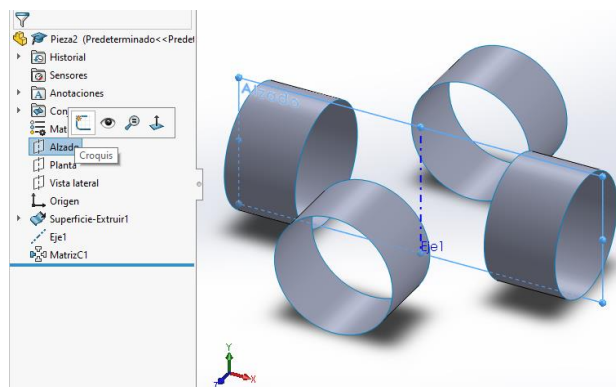 Pieza2 (Predeterminado<<Predet
Historial
Sensores
Anotaciones
Con
Mat
Alzado
Croquis
Planta
Vista lateral
Origen
Superficie-Extruir1
Eje1
MatrizC1
Alzado
Eje1
Y
X
Z